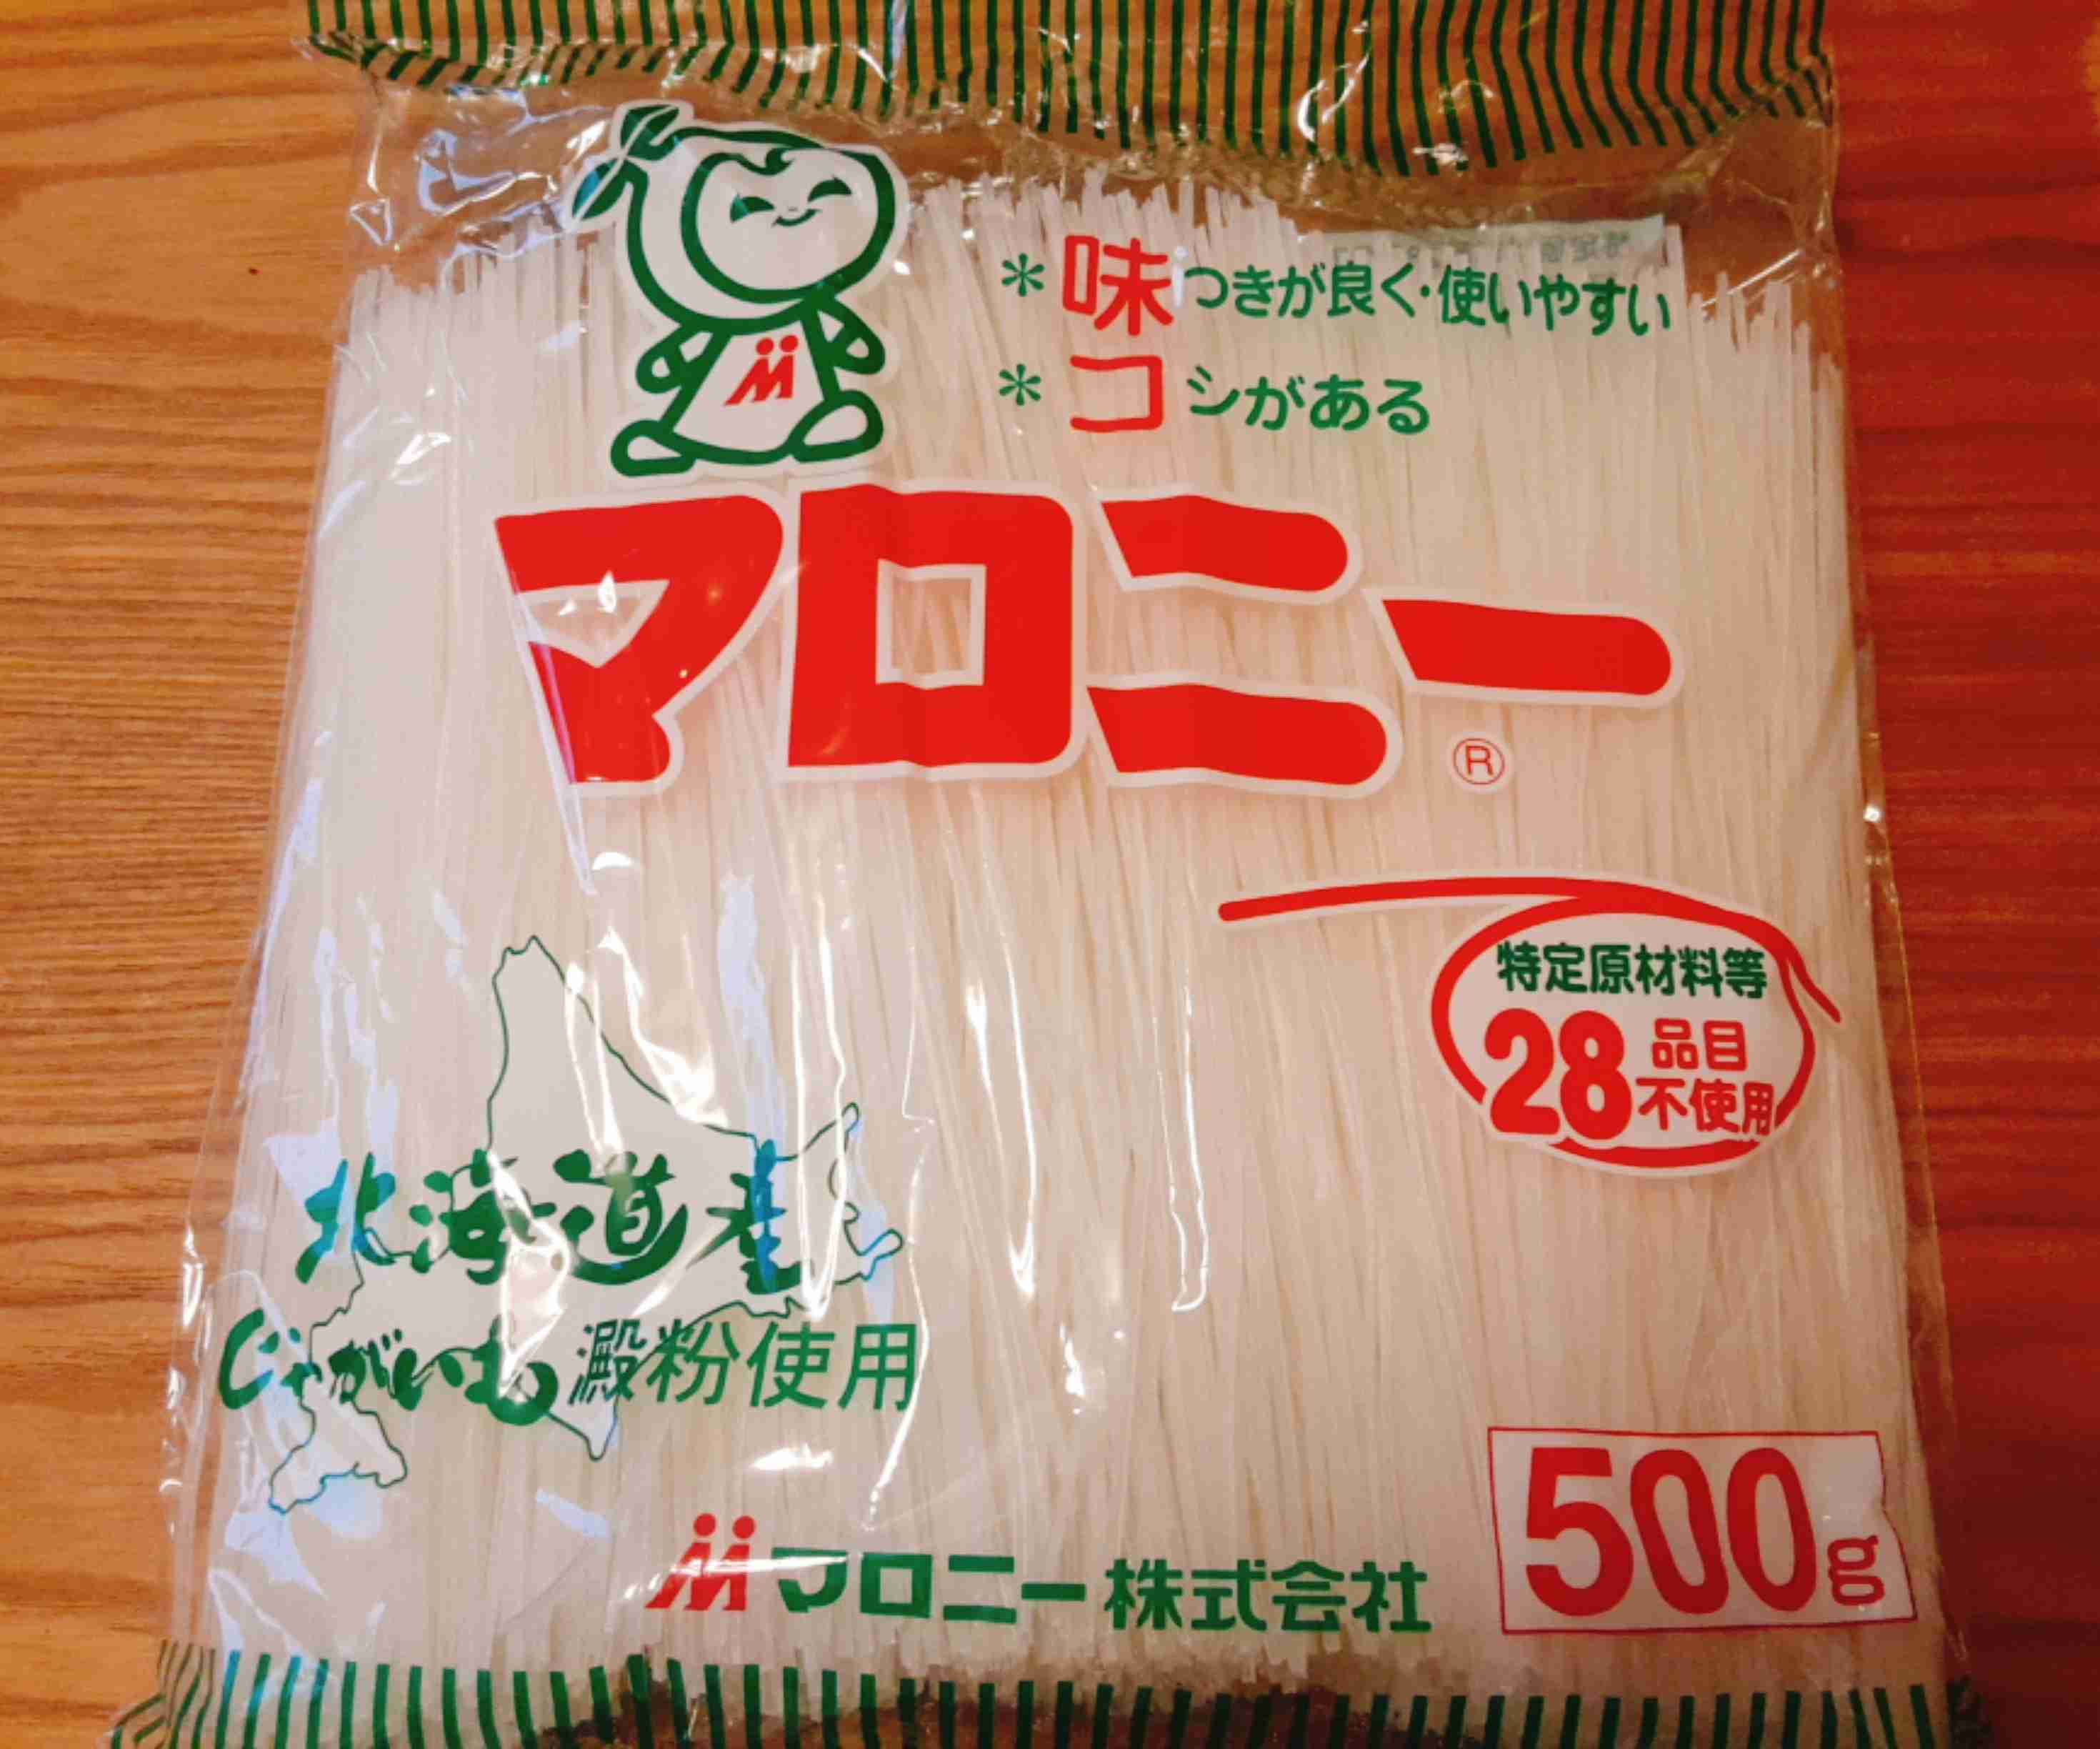 ＊味つきが良く・使いやすい
＊コシがある
マロニー®
特定原材料等
28品目不使用
北海道産
じゃがいも澱粉使用
マロニー株式会社
500g